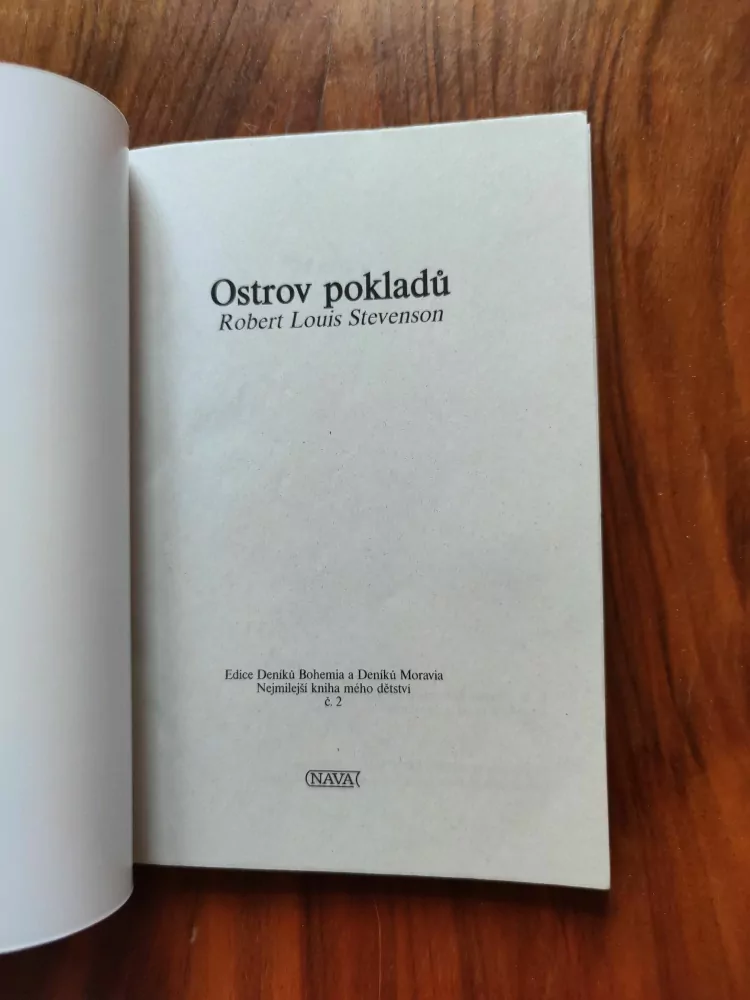 Ostrov pokladů
Robert Louis Stevenson
Edice Deníků Bohemia a Deníků Moravia
Nejmilejší kniha mého dětství
č. 2
NAVA